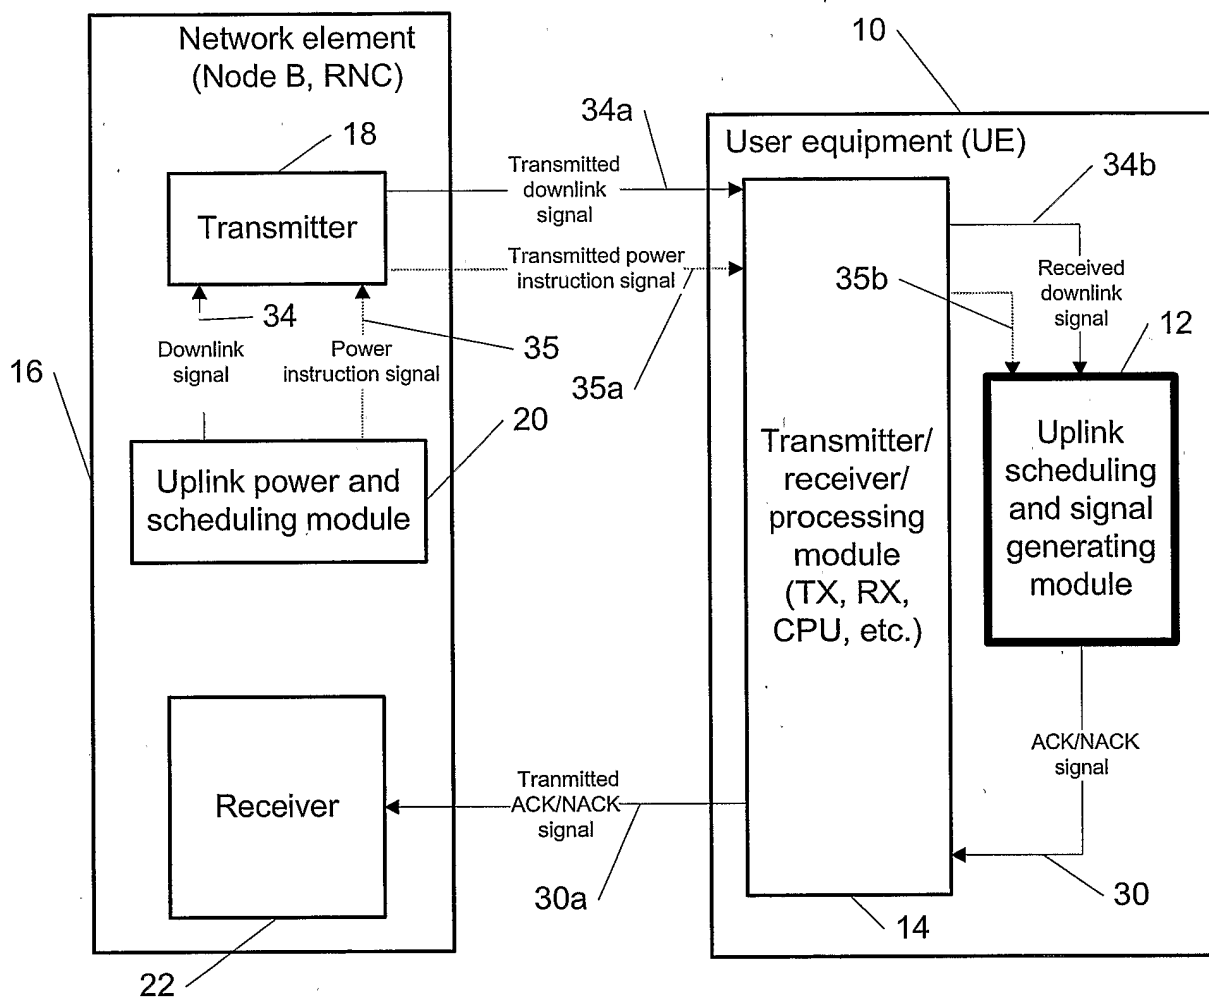 10
Network element
(Node B, RNC)
34a
18
User equipment (UE)
34b
Transmitted
downlink
signal
Transmitter
Transmitted power
instruction signal
35b
Received
downlink
signal
34
35
12
Downlink
signal
Power
instruction signal
16
35a
20
Uplink power and
scheduling module
Transmitter/
receiver/
processing
module
(TX, RX,
CPU, etc.)
Uplink
scheduling
and signal
generating
module
ACK/NACK
signal
Tranmitted
ACK/NACK
signal
Receiver
30a
30
14
22